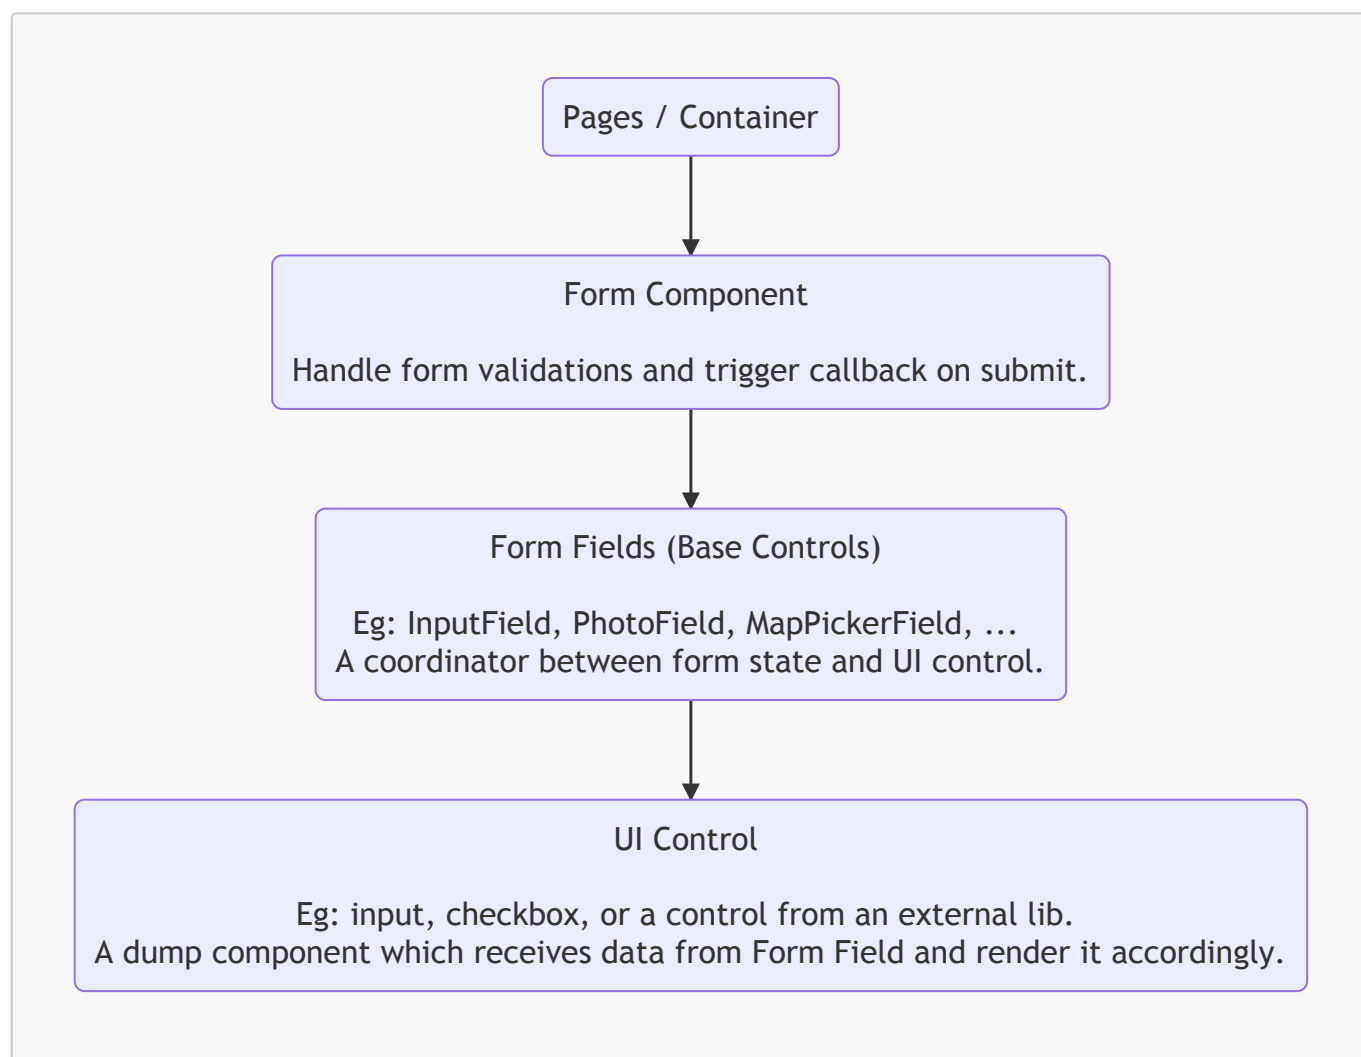 Pages / Container
Form Component
Handle form validations and trigger callback on submit.
Form Fields (Base Controls)
Eg: InputField, PhotoField, MapPickerField, ...
A coordinator between form state and UI control.
UI Control
Eg: input, checkbox, or a control from an external lib.
A dump component which receives data from Form Field and render it accordingly.